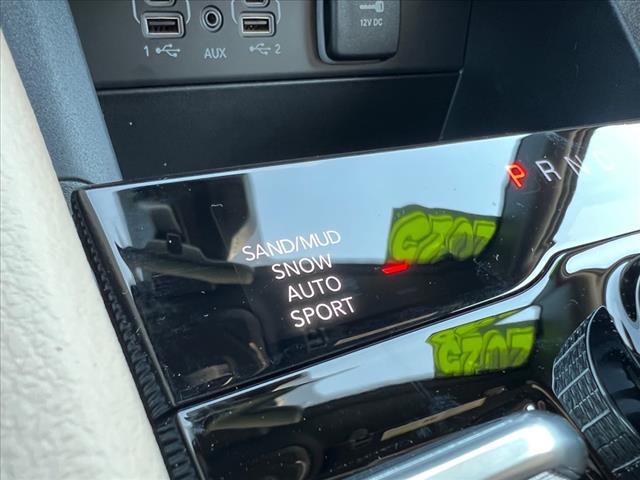 1 AUX 2
12V DC
P R N
SAND/MUD
SNOW
AUTO
SPORT